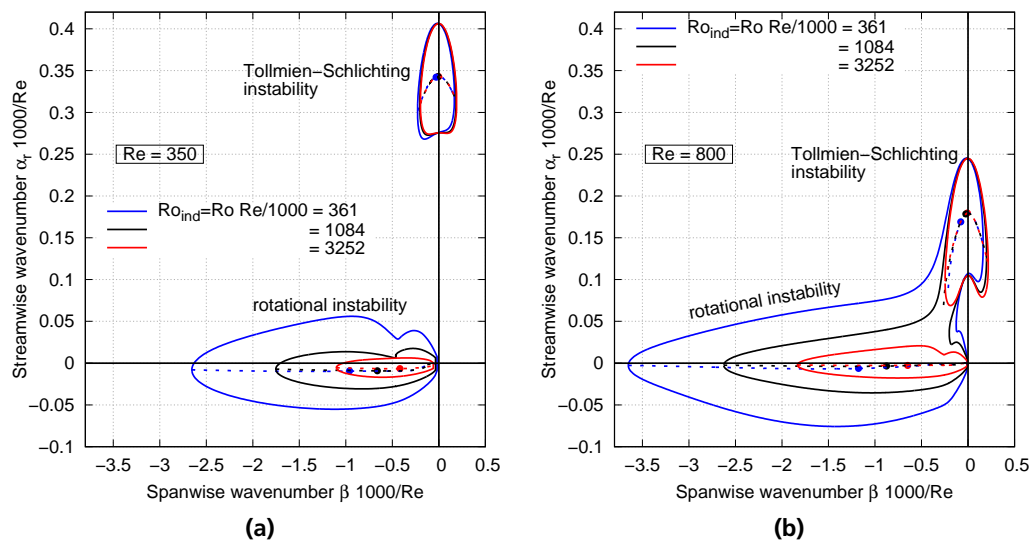 0.4
0.35
0.3
0.25
0.2
0.15
0.1
0.05
0
−0.05
−0.1
Streamwise wavenumber αr 1000/Re
Tollmien−Schlichting
instability
Re = 350
Roind=Ro Re/1000 = 361
= 1084
= 3252
rotational instability
−3.5 −3 −2.5 −2 −1.5 −1 −0.5 0 0.5
Spanwise wavenumber β 1000/Re
(a)
0.4
0.35
0.3
0.25
0.2
0.15
0.1
0.05
0
−0.05
−0.1
Streamwise wavenumber αr 1000/Re
Roind=Ro Re/1000 = 361
= 1084
= 3252
Re = 800
Tollmien−Schlichting
instability
rotational instability
−3.5 −3 −2.5 −2 −1.5 −1 −0.5 0 0.5
Spanwise wavenumber β 1000/Re
(b)